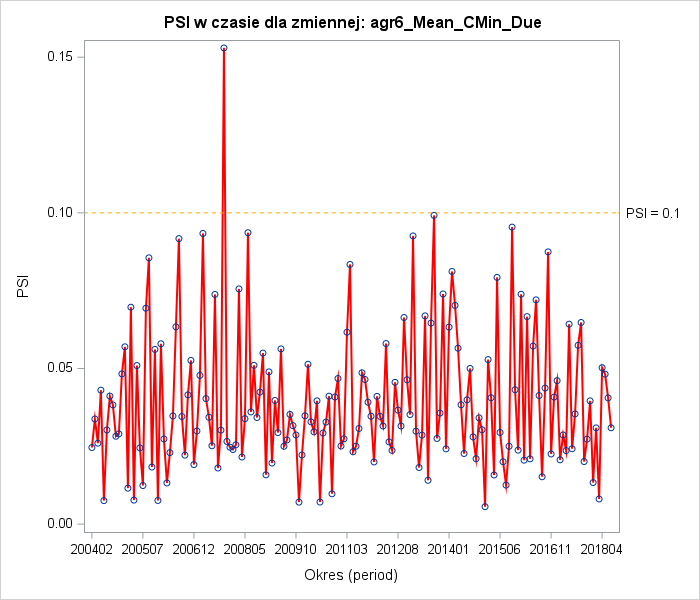 PSI w czasie dla zmiennej: agr6_Mean_CMin_Due
0.15
0.10
PSI = 0.1
PSI
0.05
0.00
200402 200507 200612 200805 200910 201103 201208 201401 201506 201611 201804
Okres (period)